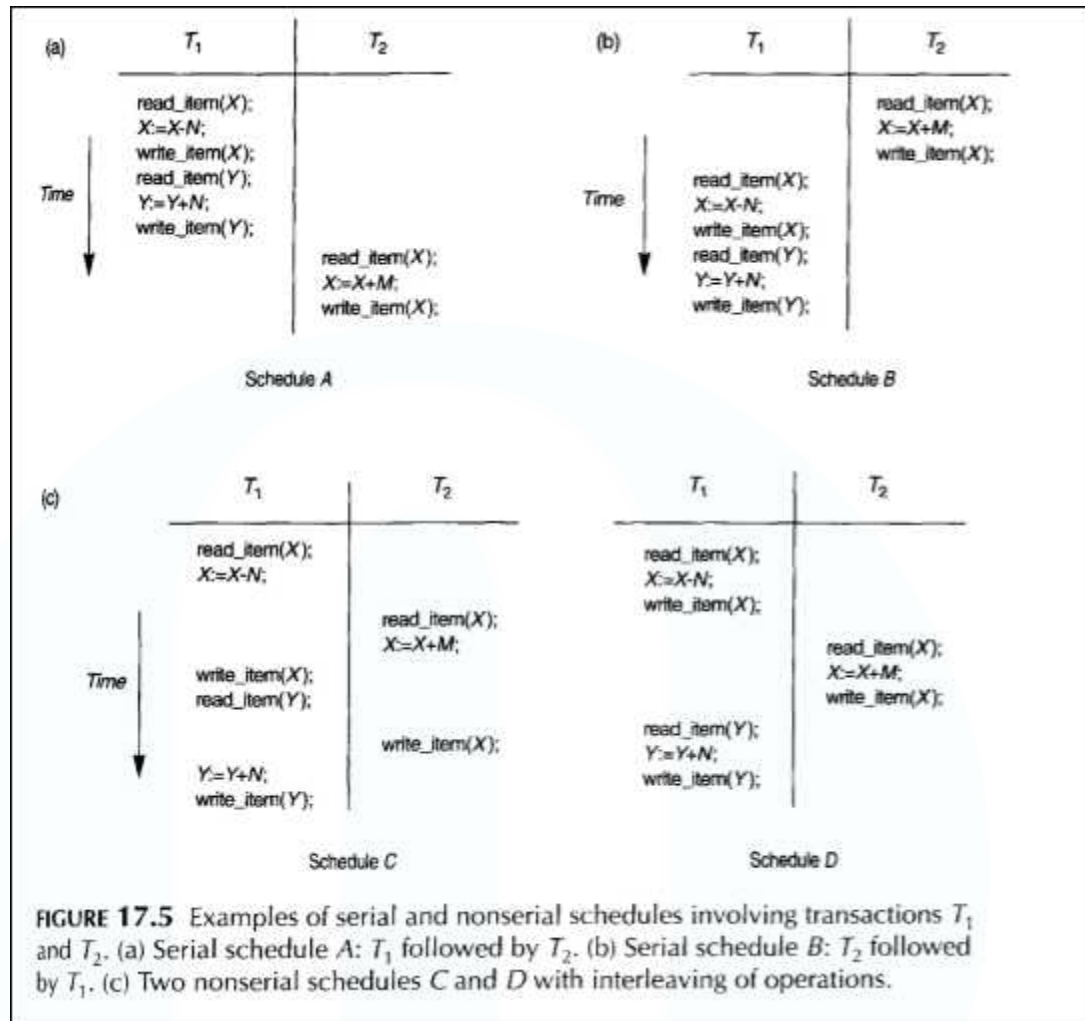 (a) T1 T2
read_item(X);
X:=X-N;
write_item(X);
read_item(Y);
Time
Y:=Y+N;
write_item(Y);
read_item(X);
X:=X+M;
write_item(X);
Schedule A
(b) T1 T2
read_item(X);
X:=X+M;
write_item(X);
read_item(X);
Time
X:=X-N;
write_item(X);
read_item(Y);
Y:=Y+N;
write_item(Y);
Schedule B
(c) T1 T2
read_item(X);
X:=X-N;
read_item(X);
X:=X+M;
Time
write_item(X);
read_item(Y);
write_item(X);
Y:=Y+N;
write_item(Y);
Schedule C
T1 T2
read_item(X);
X:=X-N;
write_item(X);
read_item(X);
X:=X+M;
write_item(X);
read_item(Y);
Y:=Y+N;
write_item(Y);
Schedule D
FIGURE 17.5 Examples of serial and nonserial schedules involving transactions T1
and T2. (a) Serial schedule A: T1 followed by T2. (b) Serial schedule B: T2 followed
by T1. (c) Two nonserial schedules C and D with interleaving of operations.